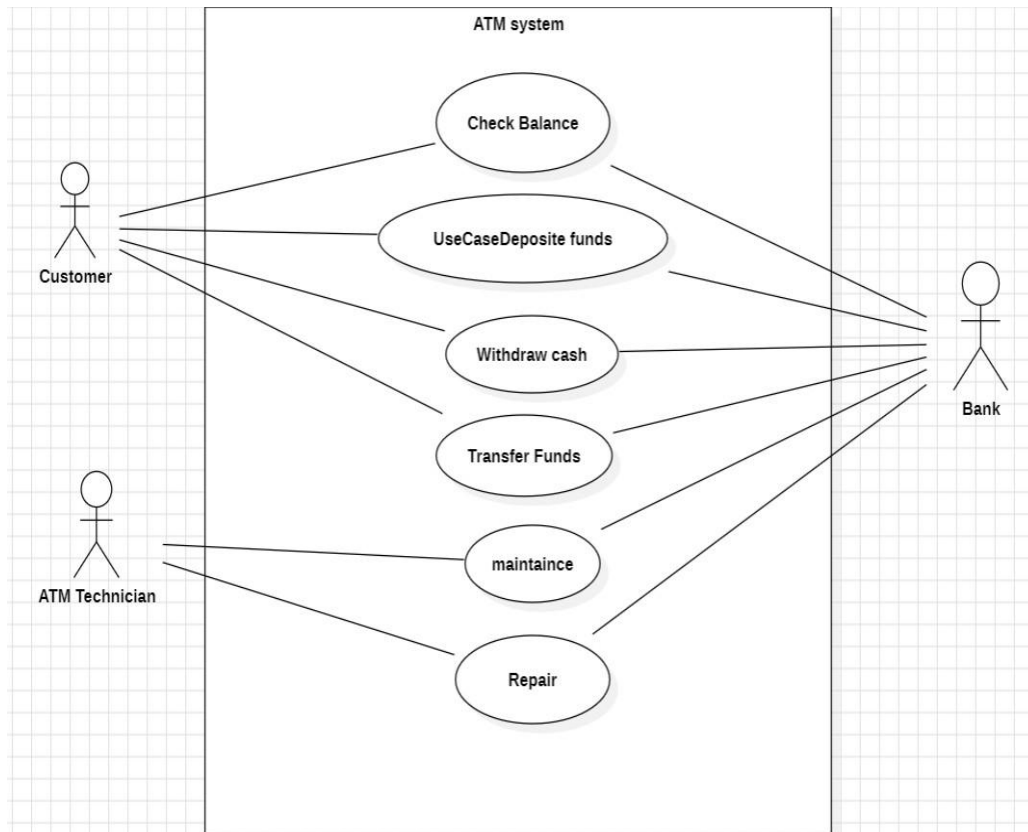 ATM system
Check Balance
UseCaseDeposite funds
Customer
Withdraw cash
Bank
Transfer Funds
maintaince
ATM Technician
Repair